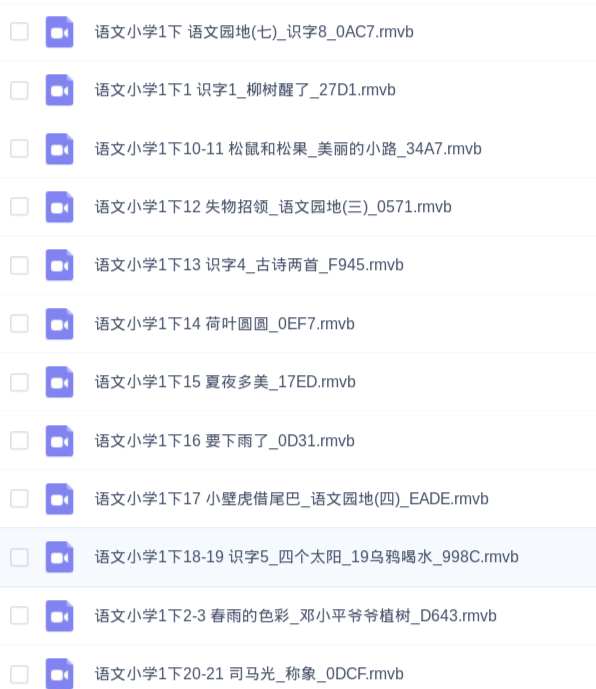 语文小学1下 语文园地(七)_识字8_0AC7.rmvb
语文小学1下1 识字1_柳树醒了_27D1.rmvb
语文小学1下10-11 松鼠和松果_美丽的小路_34A7.rmvb
语文小学1下12 失物招领_语文园地(三)_0571.rmvb
语文小学1下13 识字4_古诗两首_F945.rmvb
语文小学1下14 荷叶圆圆_0EF7.rmvb
语文小学1下15 夏夜多美_17ED.rmvb
语文小学1下16 要下雨了_0D31.rmvb
语文小学1下17 小壁虎借尾巴_语文园地(四)_EADE.rmvb
语文小学1下18-19 识字5_四个太阳_19乌鸦喝水_998C.rmvb
语文小学1下2-3 春雨的色彩_邓小平爷爷植树_D643.rmvb
语文小学1下20-21 司马光_称象_0DCF.rmvb